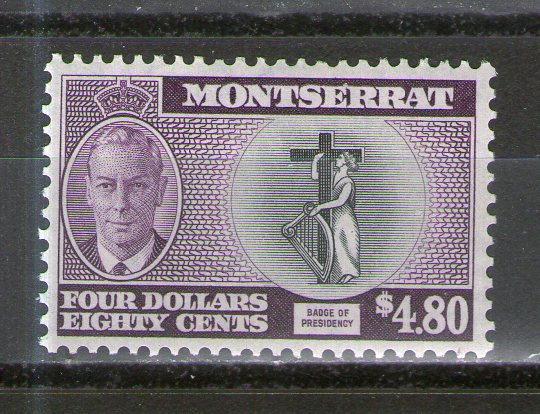 MONTSERRAT
FOUR DOLLARS
EIGHTY CENTS
BADGE OF
PRESIDENCY
$4.80